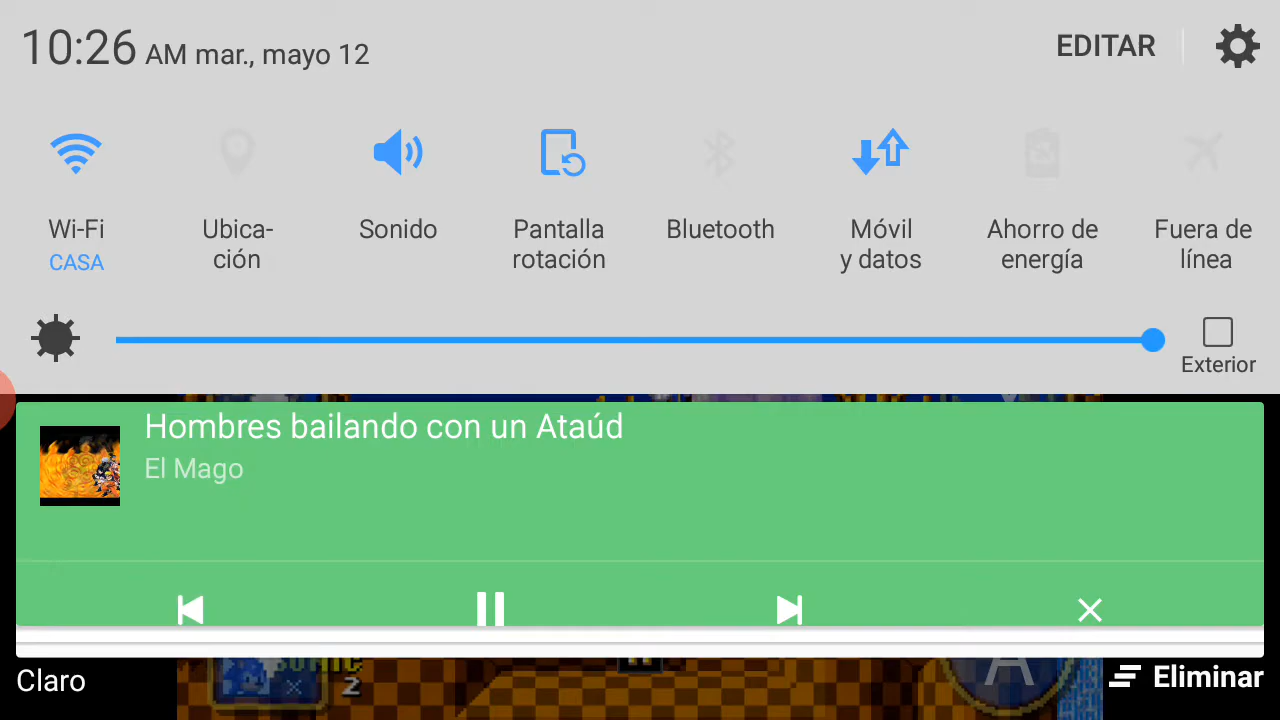 10:26 AM mar., mayo 12
EDITAR
Wi-Fi
CASA
Ubica-
ción
Sonido
Pantalla
rotación
Bluetooth
Móvil
y datos
Ahorro de
energía
Fuera de
línea
Exterior
Hombres bailando con un Ataúd
El Mago
2
A
Claro
Eliminar